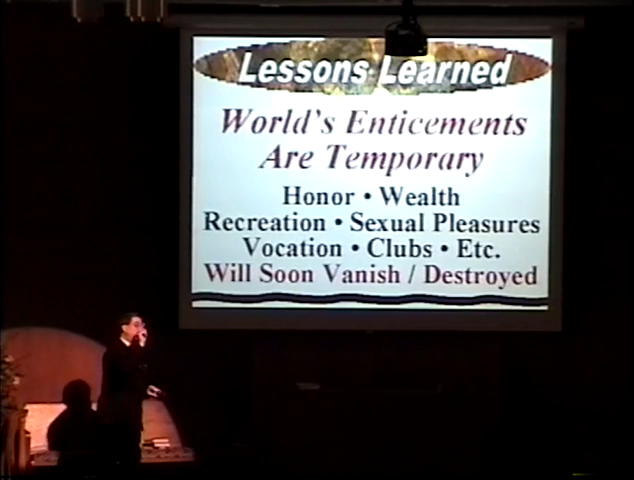 Lessons Learned
World's Enticements
Are Temporary
Honor • Wealth
Recreation • Sexual Pleasures
Vocation • Clubs • Etc.
Will Soon Vanish / Destroyed